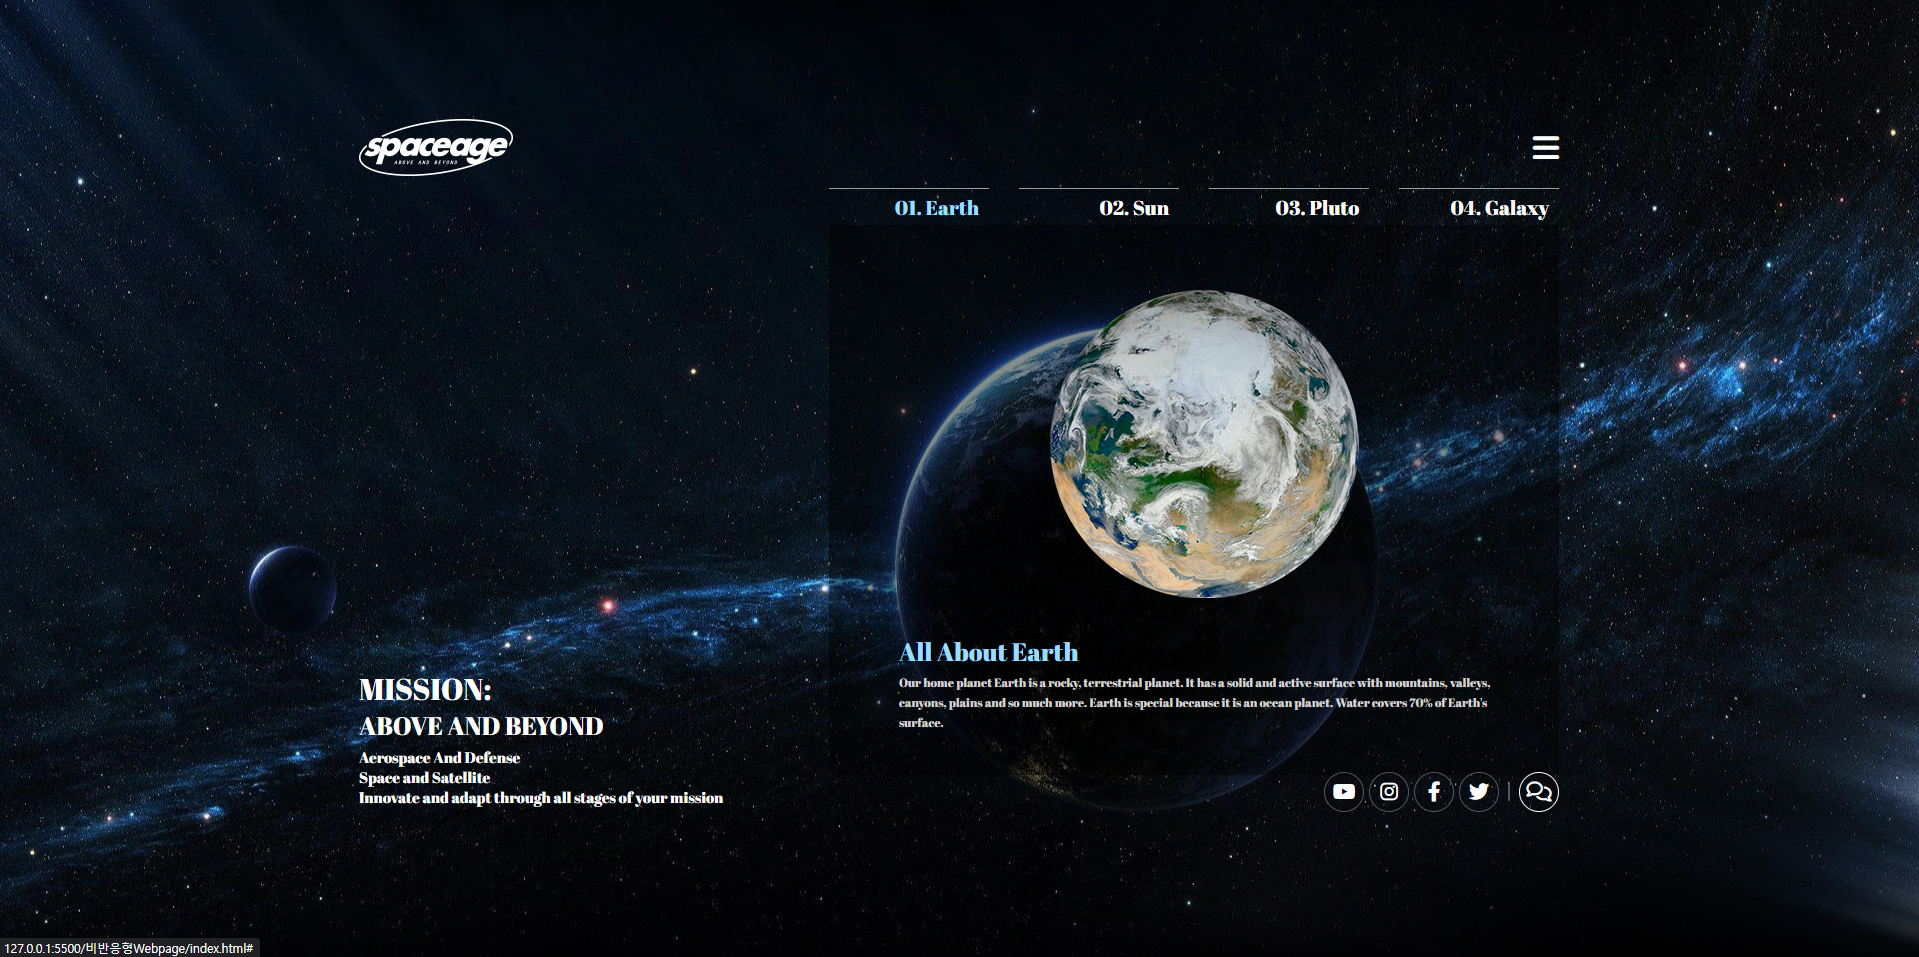 spaceage
ABOVE AND BEYOND
01. Earth
02. Sun
03. Pluto
04. Galaxy
All About Earth
Our home planet Earth is a rocky, terrestrial planet. It has a solid and active surface with mountains, valleys,
canyons, plains and so much more. Earth is special because it is an ocean planet. Water covers 70% of Earth's
surface.
MISSION:
ABOVE AND BEYOND
Aerospace And Defense
Space and Satellite
Innovate and adapt through all stages of your mission
127.0.0.1:5500/비반응형Webpage/index.html#